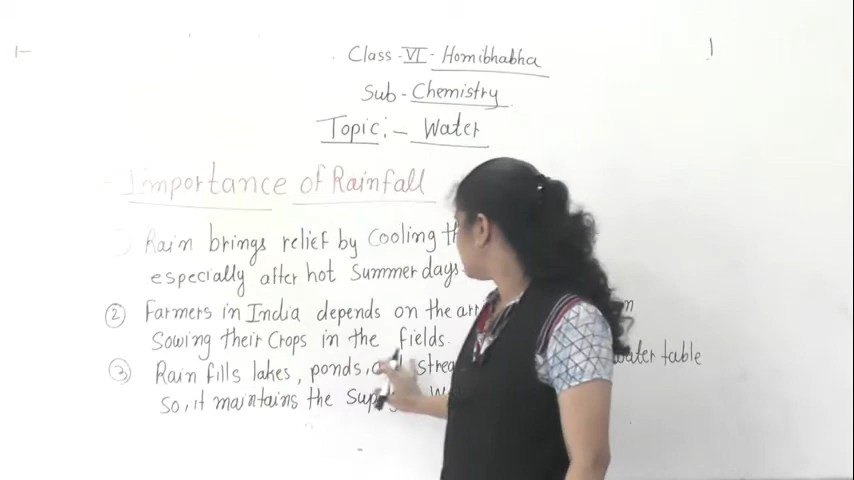 Class - VI - Homibhabha
Sub - Chemistry
Topic :- Water
Importance of Rainfall
Rain brings relief by Cooling
especially after hot Summer days.
② Farmers in India depends on the
Sowing their Crops in the fields.
③ Rain fills lakes, ponds, water table
So, it maintains the